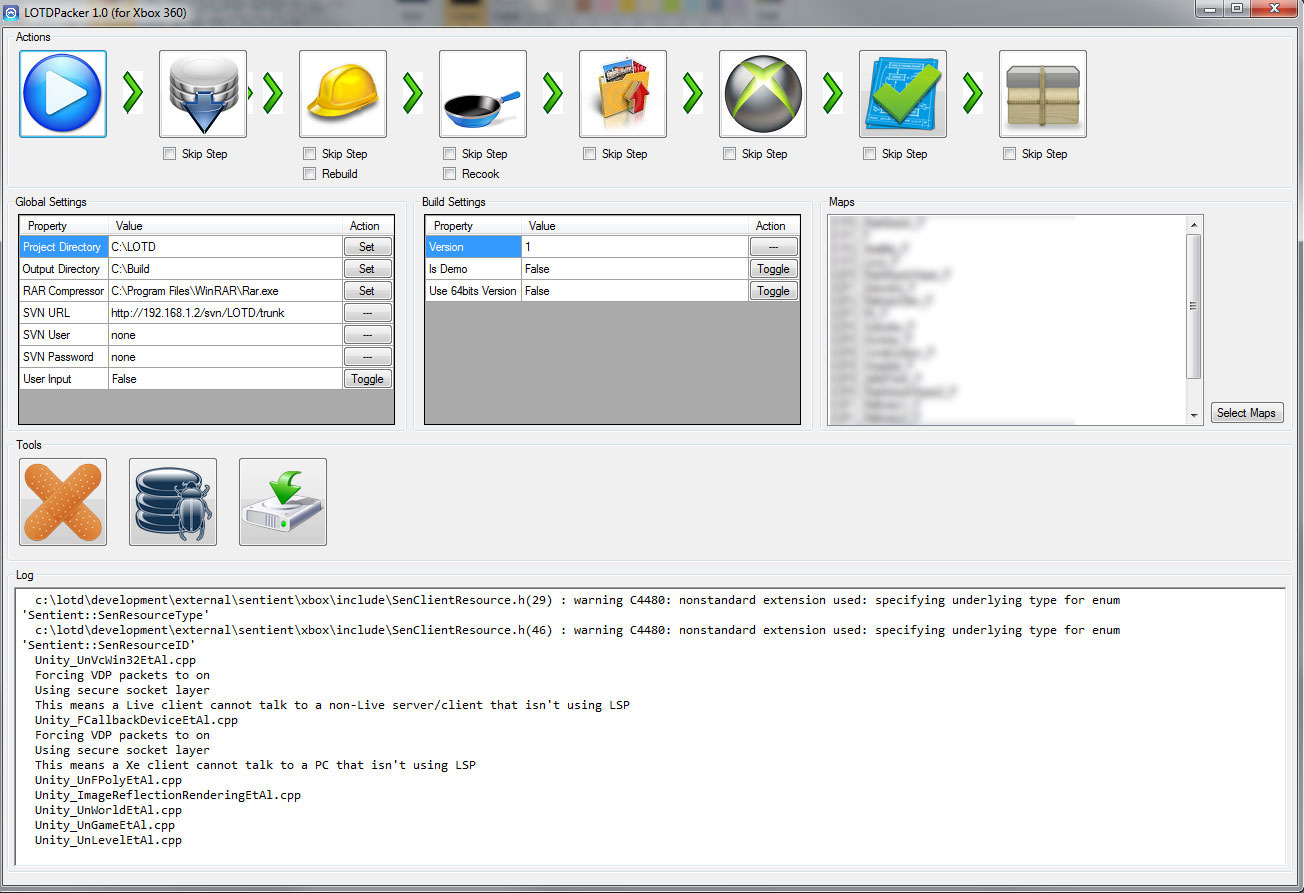 LOTDPacker 1.0 (for Xbox 360)
Actions
Skip Step
Skip Step
Skip Step
Skip Step
Skip Step
Skip Step
Skip Step
Rebuild
Recook
Global Settings
Property Value Action
Project Directory C:\LOTD Set
Output Directory C:\Build Set
RAR Compressor C:\Program Files\WinRAR\Rar.exe Set
SVN URL http://192.168.1.2/svn/LOTD/trunk ---
SVN User none ---
SVN Password none ---
User Input False Toggle
Build Settings
Property Value Action
Version 1 ---
Is Demo False Toggle
Use 64bits Version False Toggle
Maps
Select Maps
Tools
Log
c:\lotd\development\external\sentient\xbox\include\SenClientResource.h(29) : warning C4480: nonstandard extension used: specifying underlying type for enum
'Sentient::SenResourceType'
c:\lotd\development\external\sentient\xbox\include\SenClientResource.h(46) : warning C4480: nonstandard extension used: specifying underlying type for enum
'Sentient::SenResourceID'
Unity_UnVcWin32EtAl.cpp
Forcing VDP packets to on
Using secure socket layer
This means a Live client cannot talk to a non-Live server/client that isn't using LSP
Unity_FCallbackDeviceEtAl.cpp
Forcing VDP packets to on
Using secure socket layer
This means a Xe client cannot talk to a PC that isn't using LSP
Unity_UnFPolyEtAl.cpp
Unity_ImageReflectionRenderingEtAl.cpp
Unity_UnWorldEtAl.cpp
Unity_UnGameEtAl.cpp
Unity_UnLevelEtAl.cpp